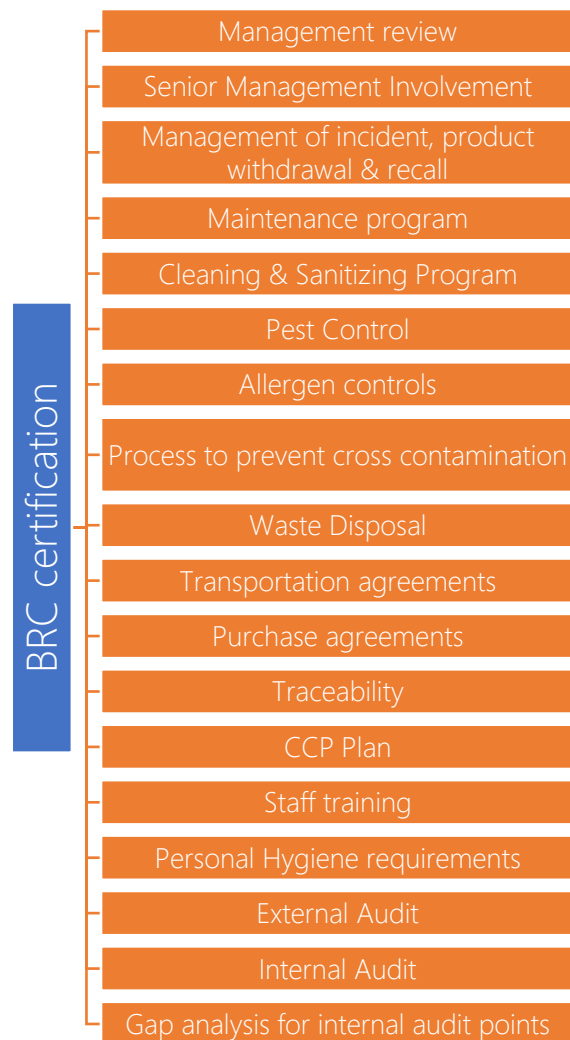 Management review
Senior Management Involvement
Management of incident, product
withdrawal & recall
Maintenance program
Cleaning & Sanitizing Program
Pest Control
Allergen controls
Process to prevent cross contamination
Waste Disposal
Transportation agreements
Purchase agreements
Traceability
CCP Plan
Staff training
Personal Hygiene requirements
External Audit
Internal Audit
Gap analysis for internal audit points
BRC certification